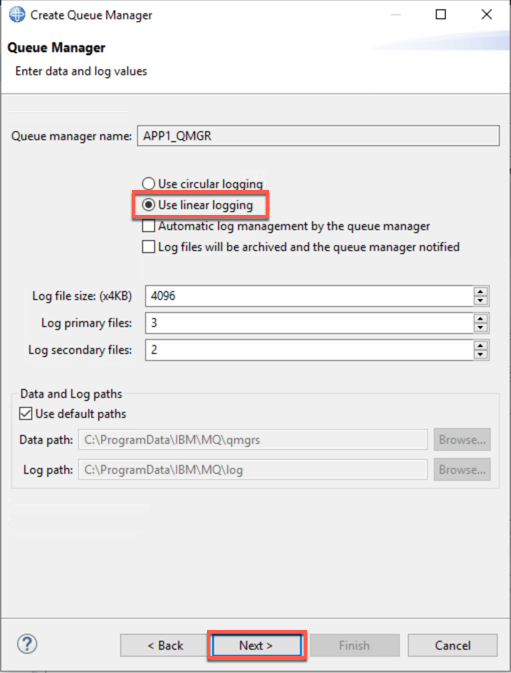 Create Queue Manager
Queue Manager
Enter data and log values
Queue manager name: APP1_QMGR
Use circular logging
Use linear logging
Automatic log management by the queue manager
Log files will be archived and the queue manager notified
Log file size: (x4KB) 4096
Log primary files: 3
Log secondary files: 2
Data and Log paths
Use default paths
Data path: C:\ProgramData\IBM\MQ\qmgrs Browse...
Log path: C:\ProgramData\IBM\MQ\log Browse...
? < Back Next > Finish Cancel